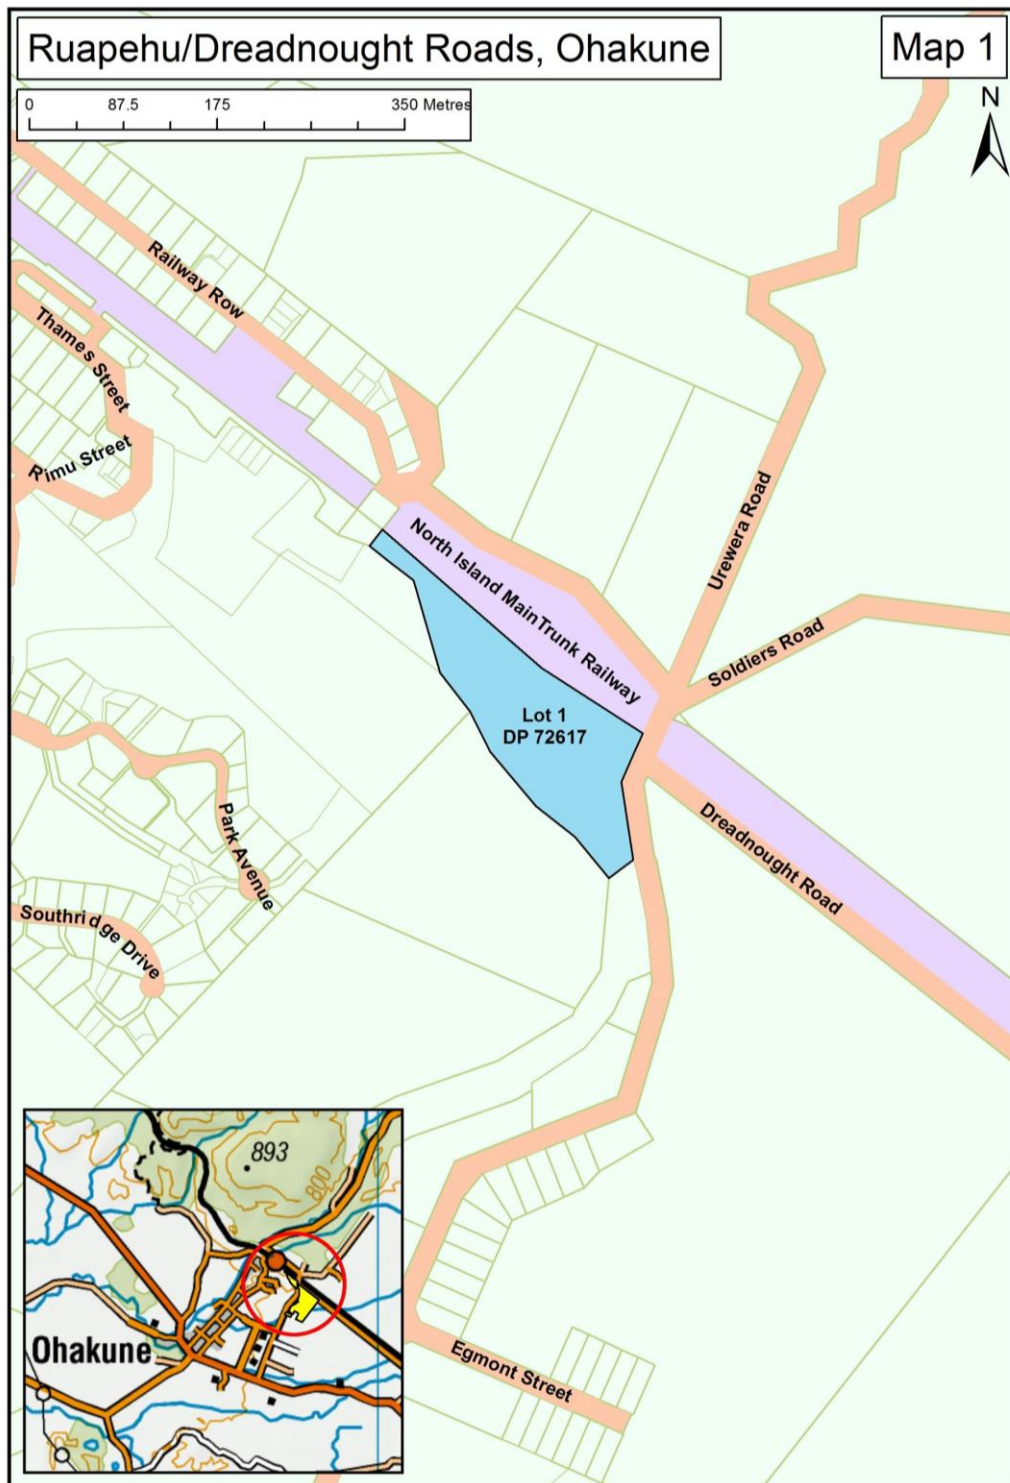 Ruapehu/Dreadnought Roads, Ohakune
Map 1
0 87.5 175 350 Metres
N
Railway Row
Thames Street
Rimu Street
North Island MainTrunk Railway
Urewera Road
Soldiers Road
Lot 1
DP 72617
Dreadnought Road
Park Avenue
Southridge Drive
893
800
Ohakune
Egmont Street